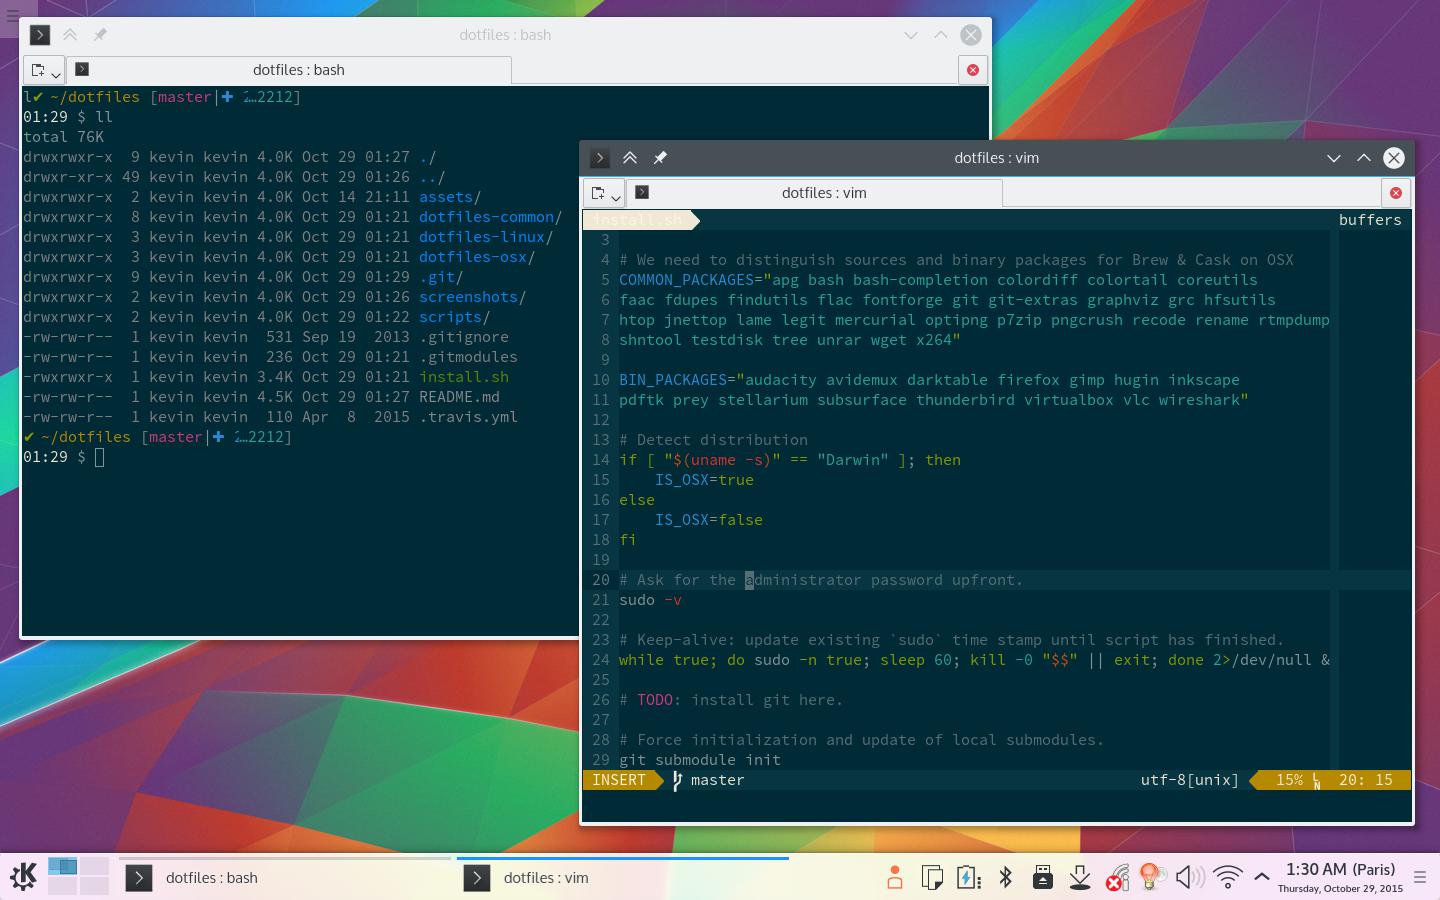 dotfiles : bash
dotfiles : bash
l✔ ~/dotfiles [master|✚ 2…2212]
01:29 $ ll
total 76K
drwxrwxr-x  9 kevin kevin 4.0K Oct 29 01:27 ./
drwxr-xr-x 49 kevin kevin 4.0K Oct 29 01:26 ../
drwxrwxr-x  2 kevin kevin 4.0K Oct 14 21:11 assets/
drwxrwxr-x  8 kevin kevin 4.0K Oct 29 01:21 dotfiles-common/
drwxrwxr-x  3 kevin kevin 4.0K Oct 29 01:21 dotfiles-linux/
drwxrwxr-x  3 kevin kevin 4.0K Oct 29 01:21 dotfiles-osx/
drwxrwxr-x  9 kevin kevin 4.0K Oct 29 01:29 .git/
drwxrwxr-x  2 kevin kevin 4.0K Oct 29 01:26 screenshots/
drwxrwxr-x  2 kevin kevin 4.0K Oct 29 01:22 scripts/
-rw-rw-r--  1 kevin kevin  531 Sep 19  2013 .gitignore
-rw-rw-r--  1 kevin kevin  236 Oct 29 01:21 .gitmodules
-rwxrwxr-x  1 kevin kevin 3.4K Oct 29 01:21 install.sh
-rw-rw-r--  1 kevin kevin 4.5K Oct 29 01:27 README.md
-rw-rw-r--  1 kevin kevin  110 Apr  8  2015 .travis.yml
✔ ~/dotfiles [master|✚ 2…2212]
01:29 $
dotfiles : vim
dotfiles : vim
install.sh buffers
3
4 # We need to distinguish sources and binary packages for Brew & Cask on OSX
5 COMMON_PACKAGES="apg bash bash-completion colordiff colortail coreutils
6 faac fdupes findutils flac fontforge git git-extras graphviz grc hfsutils
7 htop jnettop lame legit mercurial optipng p7zip pngcrush recode rename rtmpdump
8 shntool testdisk tree unrar wget x264"
9
10 BIN_PACKAGES="audacity avidemux darktable firefox gimp hugin inkscape
11 pdftk prey stellarium subsurface thunderbird virtualbox vlc wireshark"
12
13 # Detect distribution
14 if [ "$(uname -s)" == "Darwin" ]; then
15     IS_OSX=true
16 else
17     IS_OSX=false
18 fi
19
20 # Ask for the administrator password upfront.
21 sudo -v
22
23 # Keep-alive: update existing `sudo` time stamp until script has finished.
24 while true; do sudo -n true; sleep 60; kill -0 "$$" || exit; done 2>/dev/null &
25
26 # TODO: install git here.
27
28 # Force initialization and update of local submodules.
29 git submodule init
INSERT master utf-8[unix] 15% LN 20: 15
dotfiles : bash
dotfiles : vim
1:30 AM (Paris)
Thursday, October 29, 2015